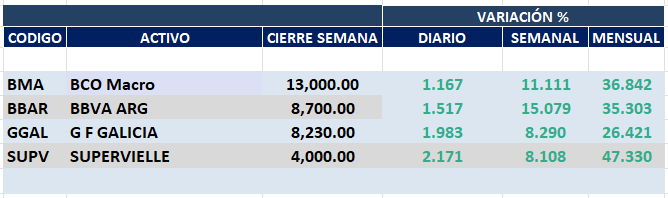 VARIACIÓN %
CODIGO ACTIVO CIERRE SEMANA DIARIO SEMANAL MENSUAL
BMA BCO Macro 13,000.00 1.167 11.111 36.842
BBAR BBVA ARG 8,700.00 1.517 15.079 35.303
GGAL G F GALICIA 8,230.00 1.983 8.290 26.421
SUPV SUPERVIELLE 4,000.00 2.171 8.108 47.330